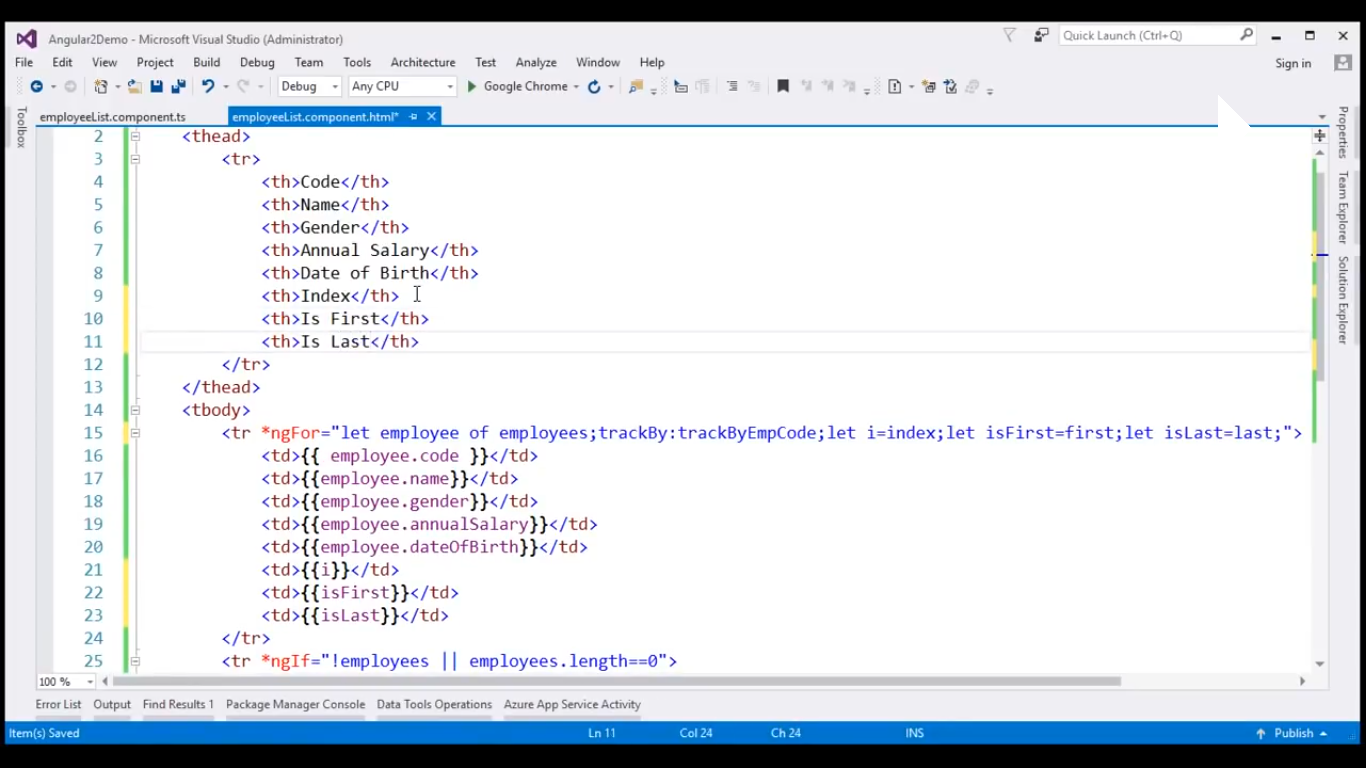 Angular2Demo - Microsoft Visual Studio (Administrator)
Quick Launch (Ctrl+Q)
File Edit View Project Build Debug Team Tools Architecture Test Analyze Window Help
Sign in
Debug Any CPU Google Chrome
Toolbox
employeeList.component.ts employeeList.component.html*
2 <thead>
3 <tr>
4 <th>Code</th>
5 <th>Name</th>
6 <th>Gender</th>
7 <th>Annual Salary</th>
8 <th>Date of Birth</th>
9 <th>Index</th>
10 <th>Is First</th>
11 <th>Is Last</th>
12 </tr>
13 </thead>
14 <tbody>
15 <tr *ngFor="let employee of employees;trackBy:trackByEmpCode;let i=index;let isFirst=first;let isLast=last;">
16 <td>{{ employee.code }}</td>
17 <td>{{employee.name}}</td>
18 <td>{{employee.gender}}</td>
19 <td>{{employee.annualSalary}}</td>
20 <td>{{employee.dateOfBirth}}</td>
21 <td>{{i}}</td>
22 <td>{{isFirst}}</td>
23 <td>{{isLast}}</td>
24 </tr>
25 <tr *ngIf="!employees || employees.length==0">
Properties
Team Explorer
Solution Explorer
100 %
Error List Output Find Results 1 Package Manager Console Data Tools Operations Azure App Service Activity
Item(s) Saved Ln 11 Col 24 Ch 24 INS Publish